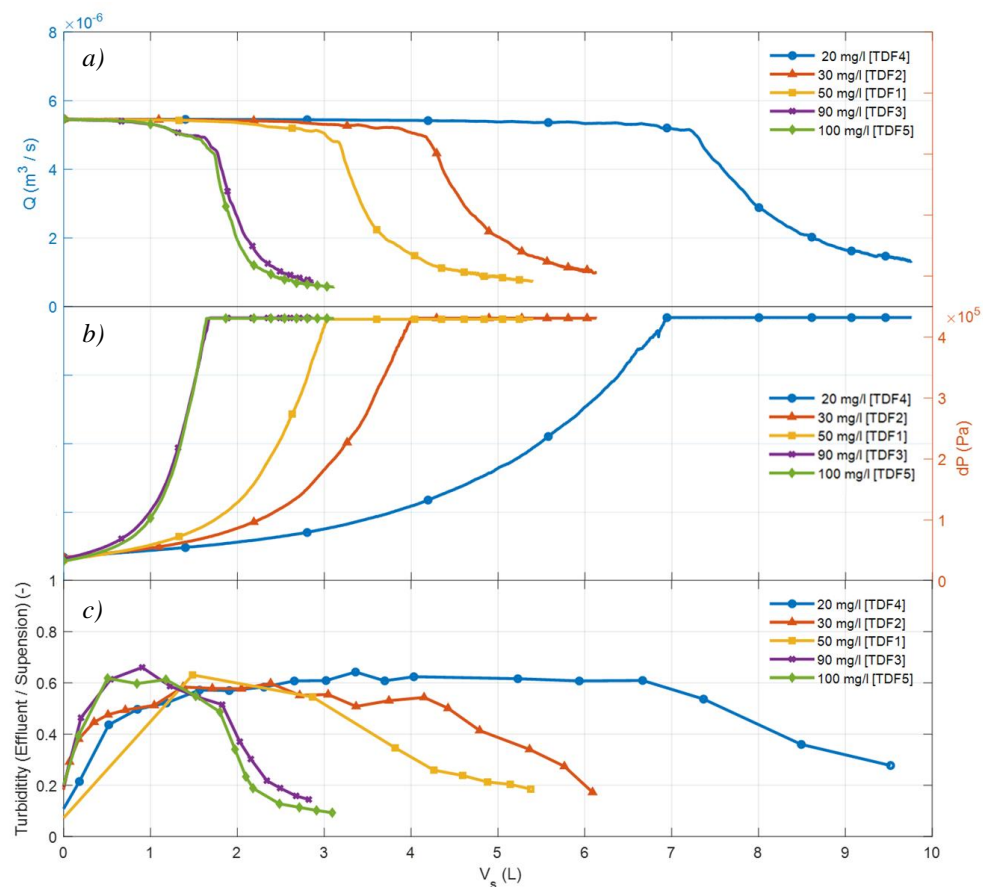 ×10⁻⁶
8
6
4
2
0
Q (m³ / s)
a)
20 mg/l [TDF4]
30 mg/l [TDF2]
50 mg/l [TDF1]
90 mg/l [TDF3]
100 mg/l [TDF5]
b)
×10⁵
4
3
2
1
0
dP (Pa)
20 mg/l [TDF4]
30 mg/l [TDF2]
50 mg/l [TDF1]
90 mg/l [TDF3]
100 mg/l [TDF5]
Turbiditity (Effluent / Supension) (-)
1
0.8
0.6
0.4
0.2
0
c)
20 mg/l [TDF4]
30 mg/l [TDF2]
50 mg/l [TDF1]
90 mg/l [TDF3]
100 mg/l [TDF5]
0 1 2 3 4 5 6 7 8 9 10
Vₛ (L)